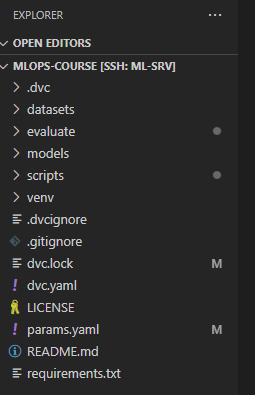 EXPLORER
OPEN EDITORS
MLOPS-COURSE [SSH: ML-SRV]
.dvc
datasets
evaluate
models
scripts
venv
.dvcignore
.gitignore
dvc.lock M
dvc.yaml
LICENSE
params.yaml M
README.md
requirements.txt